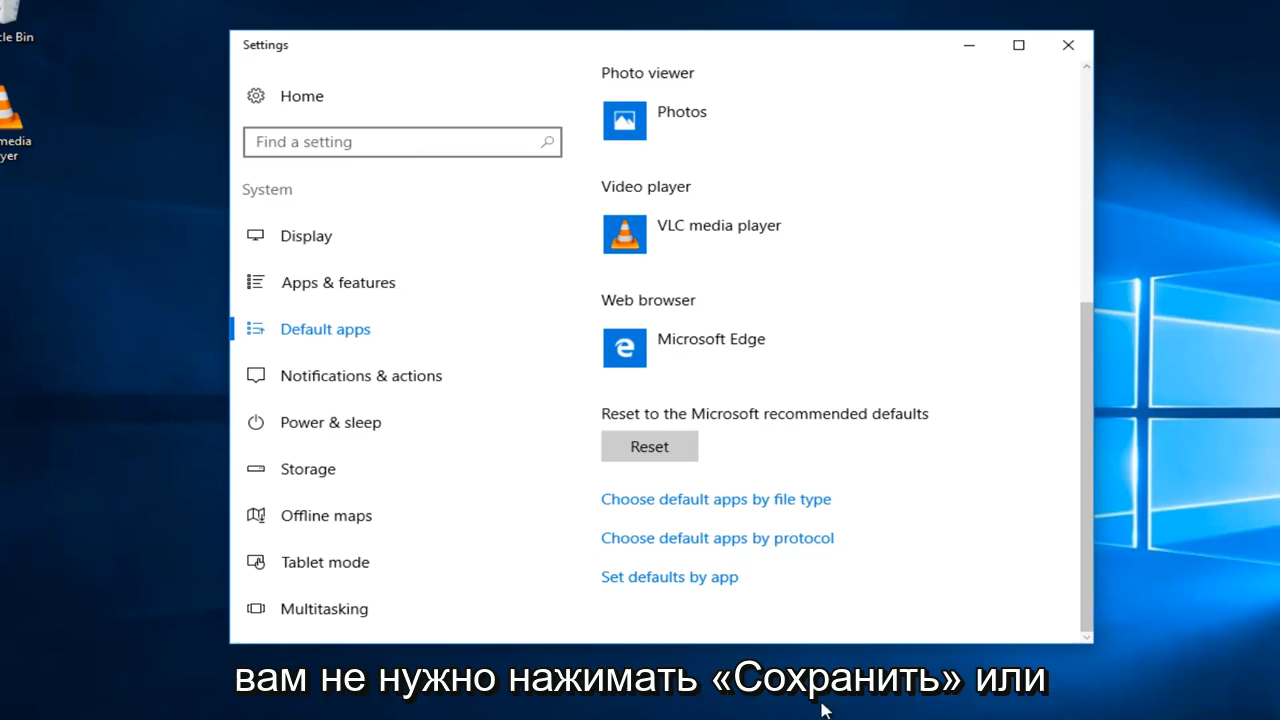 cle Bin
media
yer
Settings
Home
Find a setting
System
Display
Apps & features
Default apps
Notifications & actions
Power & sleep
Storage
Offline maps
Tablet mode
Multitasking
Photo viewer
Photos
Video player
VLC media player
Web browser
Microsoft Edge
Reset to the Microsoft recommended defaults
Reset
Choose default apps by file type
Choose default apps by protocol
Set defaults by app
вам не нужно нажимать «Сохранить» или